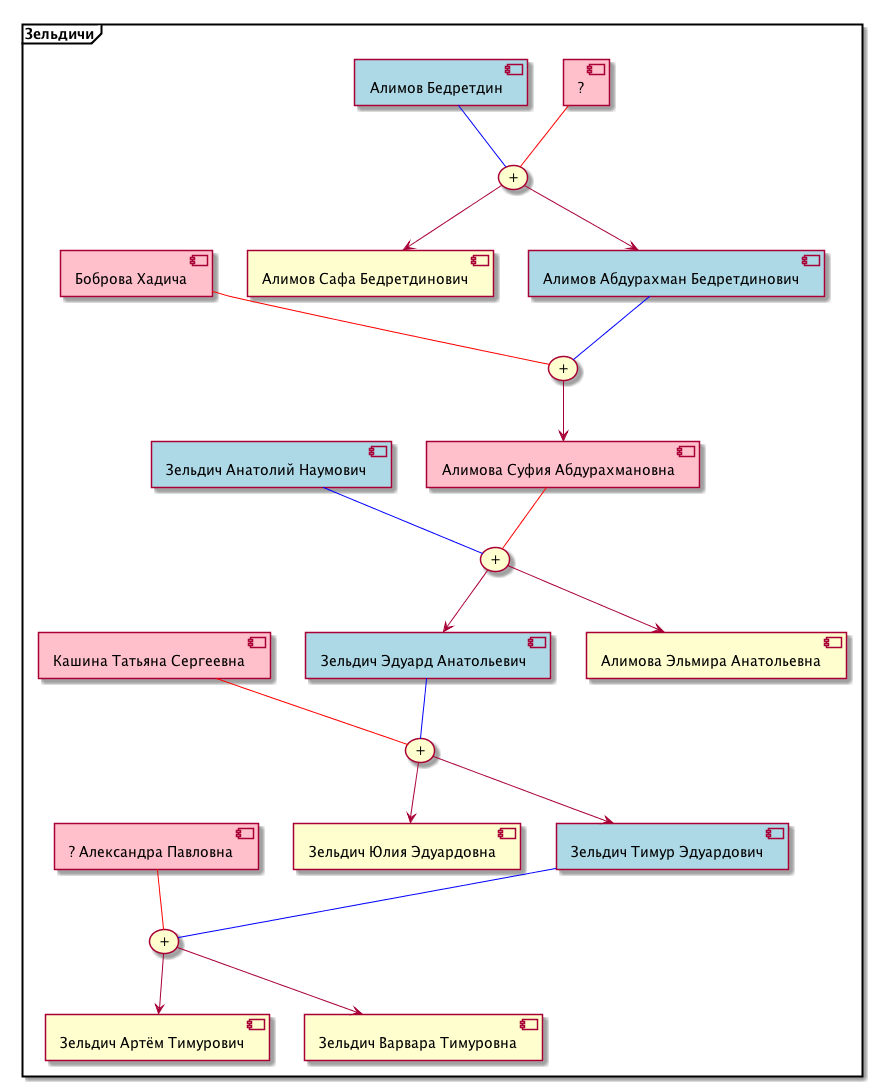 Зельдичи
Алимов Бедретдин
?
+
Боброва Хадича
Алимов Сафа Бедретдинович
Алимов Абдурахман Бедретдинович
+
Зельдич Анатолий Наумович
Алимова Суфия Абдурахмановна
+
Кашина Татьяна Сергеевна
Зельдич Эдуард Анатольевич
Алимова Эльмира Анатольевна
+
? Александра Павловна
Зельдич Юлия Эдуардовна
Зельдич Тимур Эдуардович
+
Зельдич Артём Тимурович
Зельдич Варвара Тимуровна